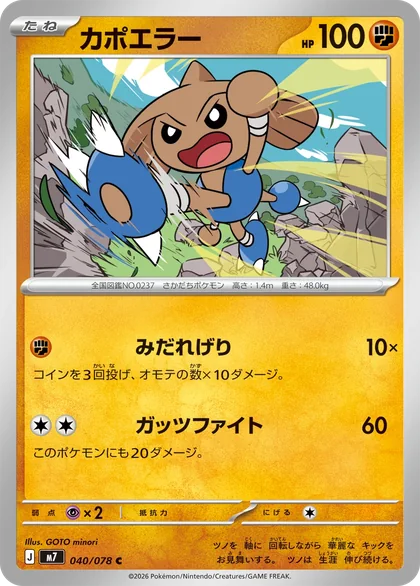 たね カポエラー HP 100
全国図鑑NO.0237 さかだちポケモン 高さ:1.4m 重さ:48.0kg
みだれげり 10×
コインを3回投げ、オモテの数×10ダメージ。
ガッツファイト 60
このポケモンにも20ダメージ。
弱点 ×2 抵抗力 にげる
Illus. GOTO minori
J M7 040/078 C
ツノを 軸に 回転しながら 華麗な キックを
お見舞いする。 ツノは 生涯 伸び続ける。
©2026 Pokémon/Nintendo/Creatures/GAME FREAK.